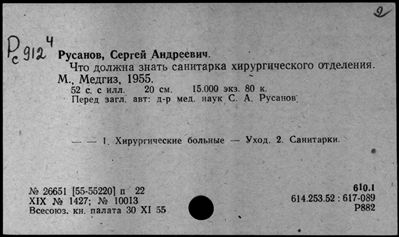 2
Рс912⁴
Русанов, Сергей Андреевич.
Что должна знать санитарка хирургического отделения.
М., Медгиз, 1955.
52 с. с илл. 20 см. 15.000 экз. 80 к.
Перед загл. авт: д-р мед. наук С. А. Русанов.
— — 1. Хирургические больные — Уход. 2. Санитарки.
№ 26651 [55-55220] п 22
XIX № 1427; № 10013
Всесоюз. кн. палата 30 XI 55
610.1
614.253.52 : 617-089
Р882